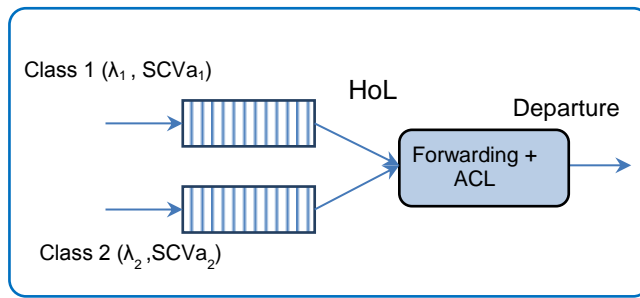 Class 1 (λ₁ , SCVa₁)
HoL
Departure
Forwarding +
ACL
Class 2 (λ₂ ,SCVa₂)